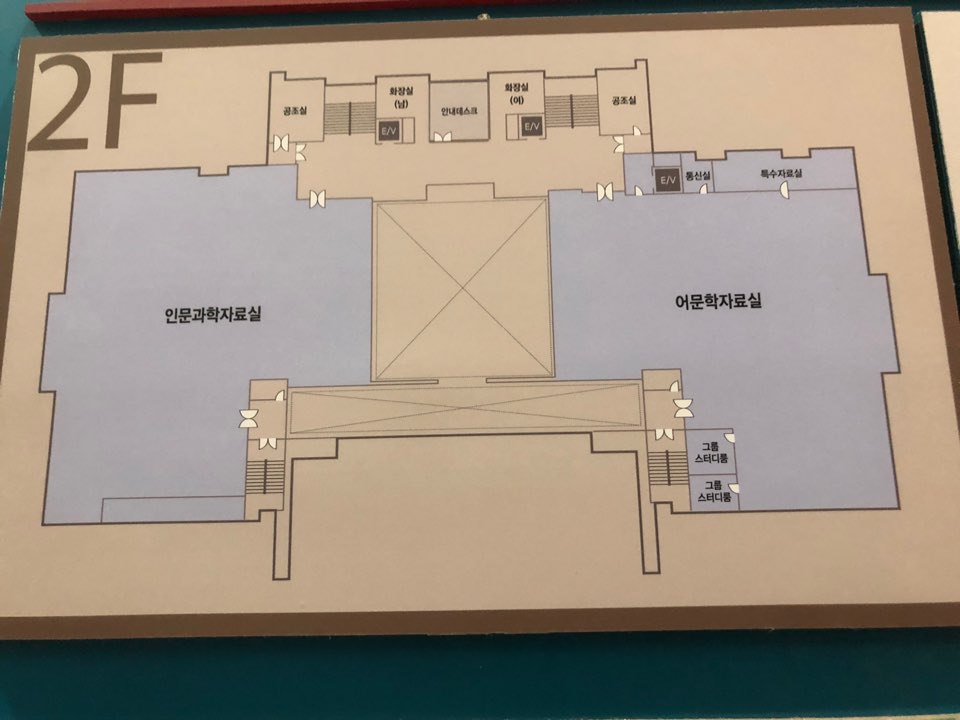 2F
공조실
화장실
(남)
E/V
안내데스크
화장실
(여)
E/V
공조실
E/V
통신실
특수자료실
인문과학자료실
어문학자료실
그룹
스터디룸
그룹
스터디룸